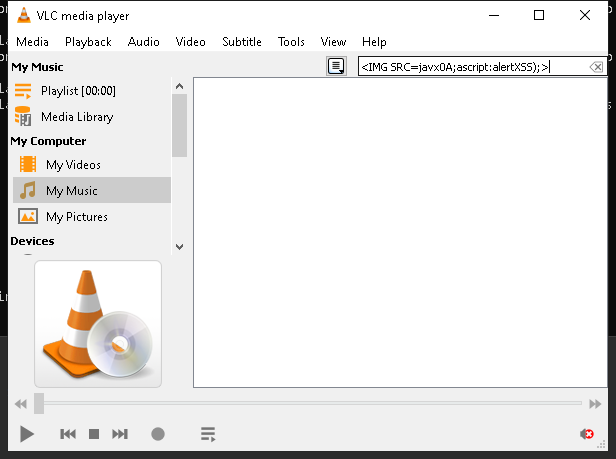 VLC media player
Media Playback Audio Video Subtitle Tools View Help
My Music
<IMG SRC=javx0A;ascript:alertXSS);>
Playlist [00:00]
Media Library
My Computer
My Videos
My Music
My Pictures
Devices